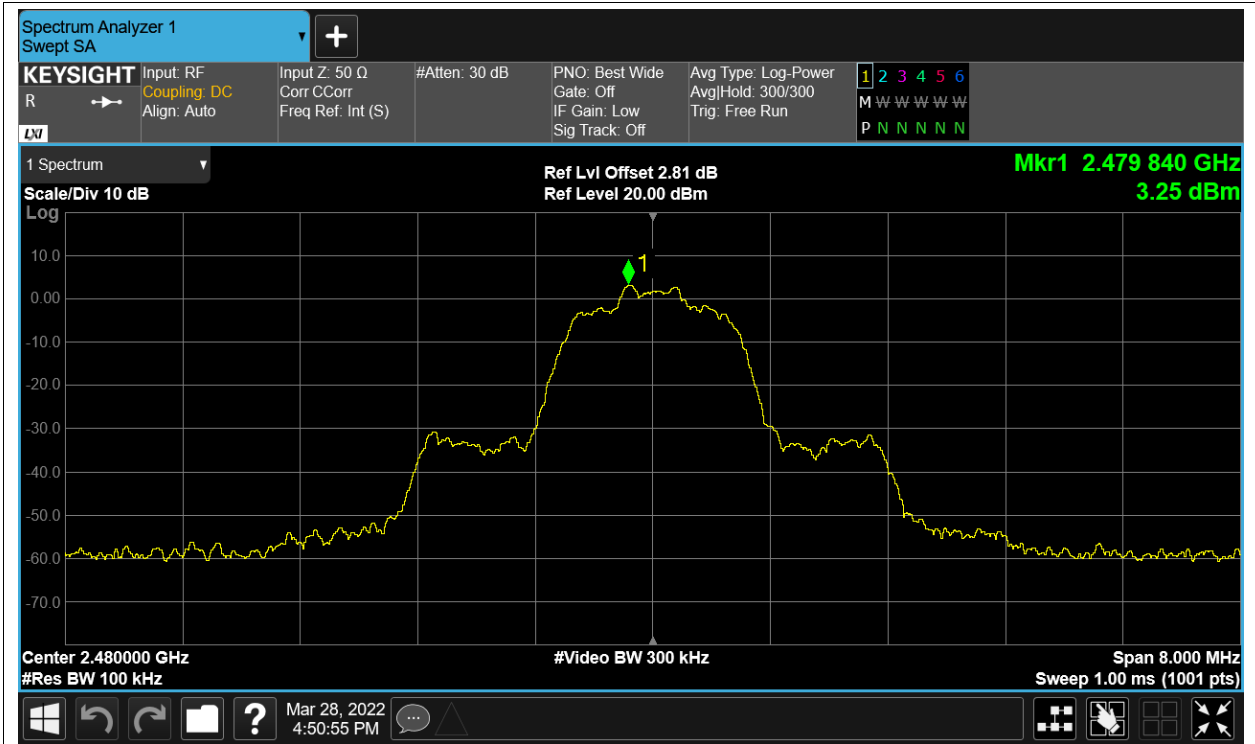 Spectrum Analyzer 1
Swept SA
+
KEYSIGHT
R
LXI
Input: RF
Coupling: DC
Align: Auto
Input Z: 50 Ω
Corr CCorr
Freq Ref: Int (S)
#Atten: 30 dB
PNO: Best Wide
Gate: Off
IF Gain: Low
Sig Track: Off
Avg Type: Log-Power
Avg|Hold: 300/300
Trig: Free Run
1 2 3 4 5 6
M W W W W W
P N N N N N
1 Spectrum
Scale/Div 10 dB
Log
Ref Lvl Offset 2.81 dB
Ref Level 20.00 dBm
Mkr1 2.479 840 GHz
3.25 dBm
10.0
1
0.00
-10.0
-20.0
-30.0
-40.0
-50.0
-60.0
-70.0
Center 2.480000 GHz
#Video BW 300 kHz
Span 8.000 MHz
#Res BW 100 kHz
Sweep 1.00 ms (1001 pts)
?
Mar 28, 2022
4:50:55 PM